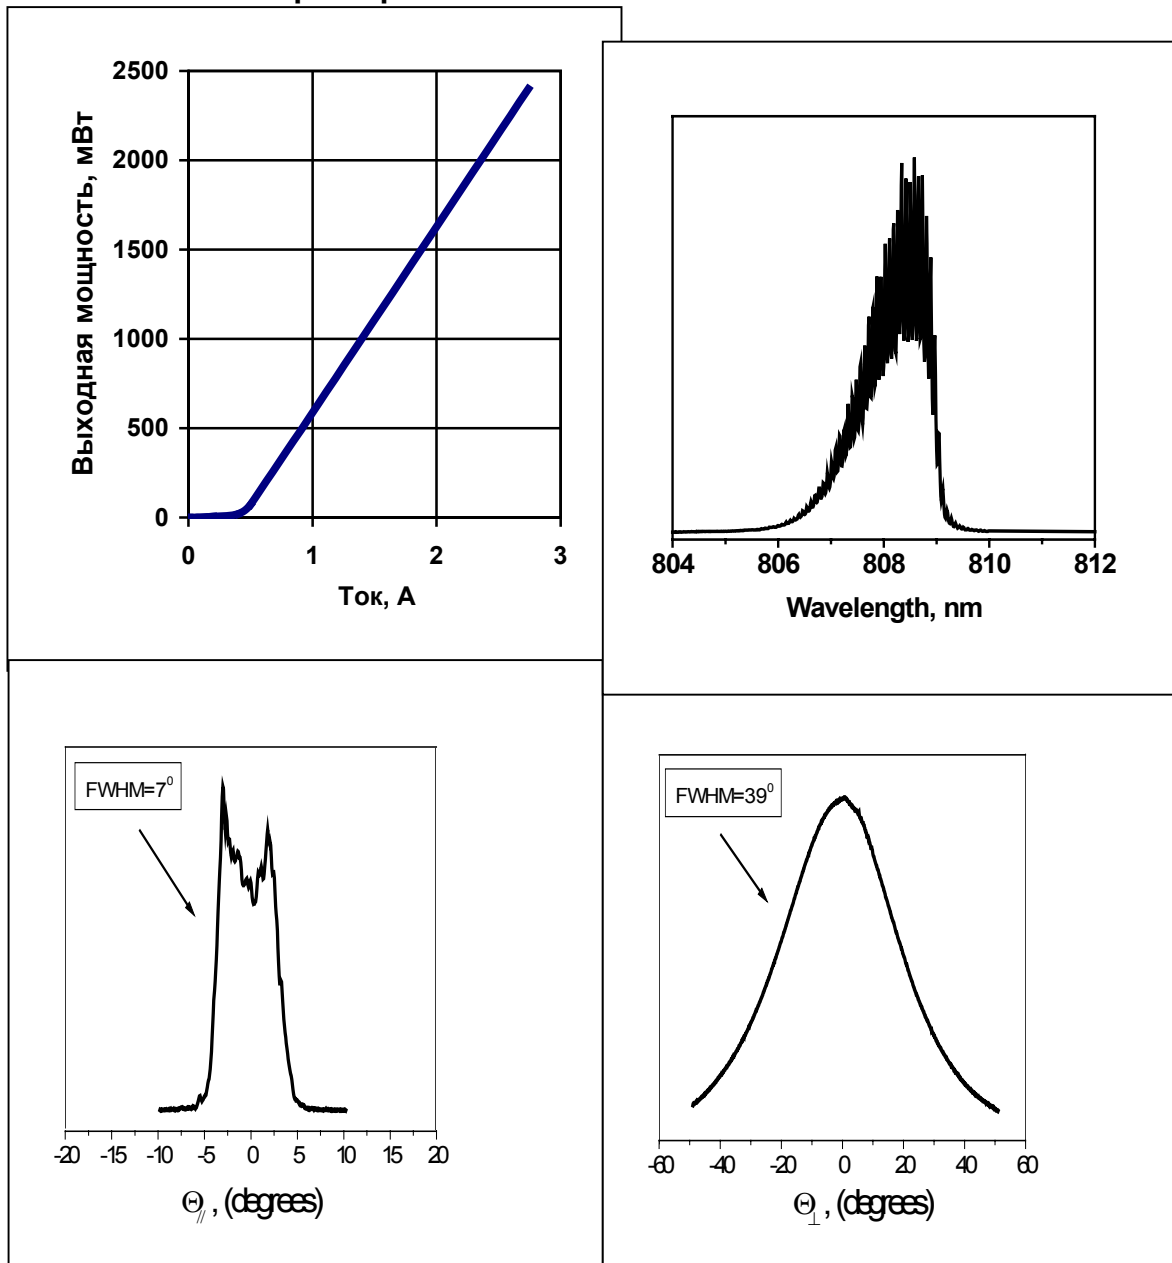 2500
2000
1500
1000
500
0
0 1 2 3
Выходная мощность, мВт
Ток, А
804 806 808 810 812
Wavelength, nm
FWHM=7⁰
-20 -15 -10 -5 0 5 10 15 20
Θ//, (degrees)
FWHM=39⁰
-60 -40 -20 0 20 40 60
Θ⊥, (degrees)